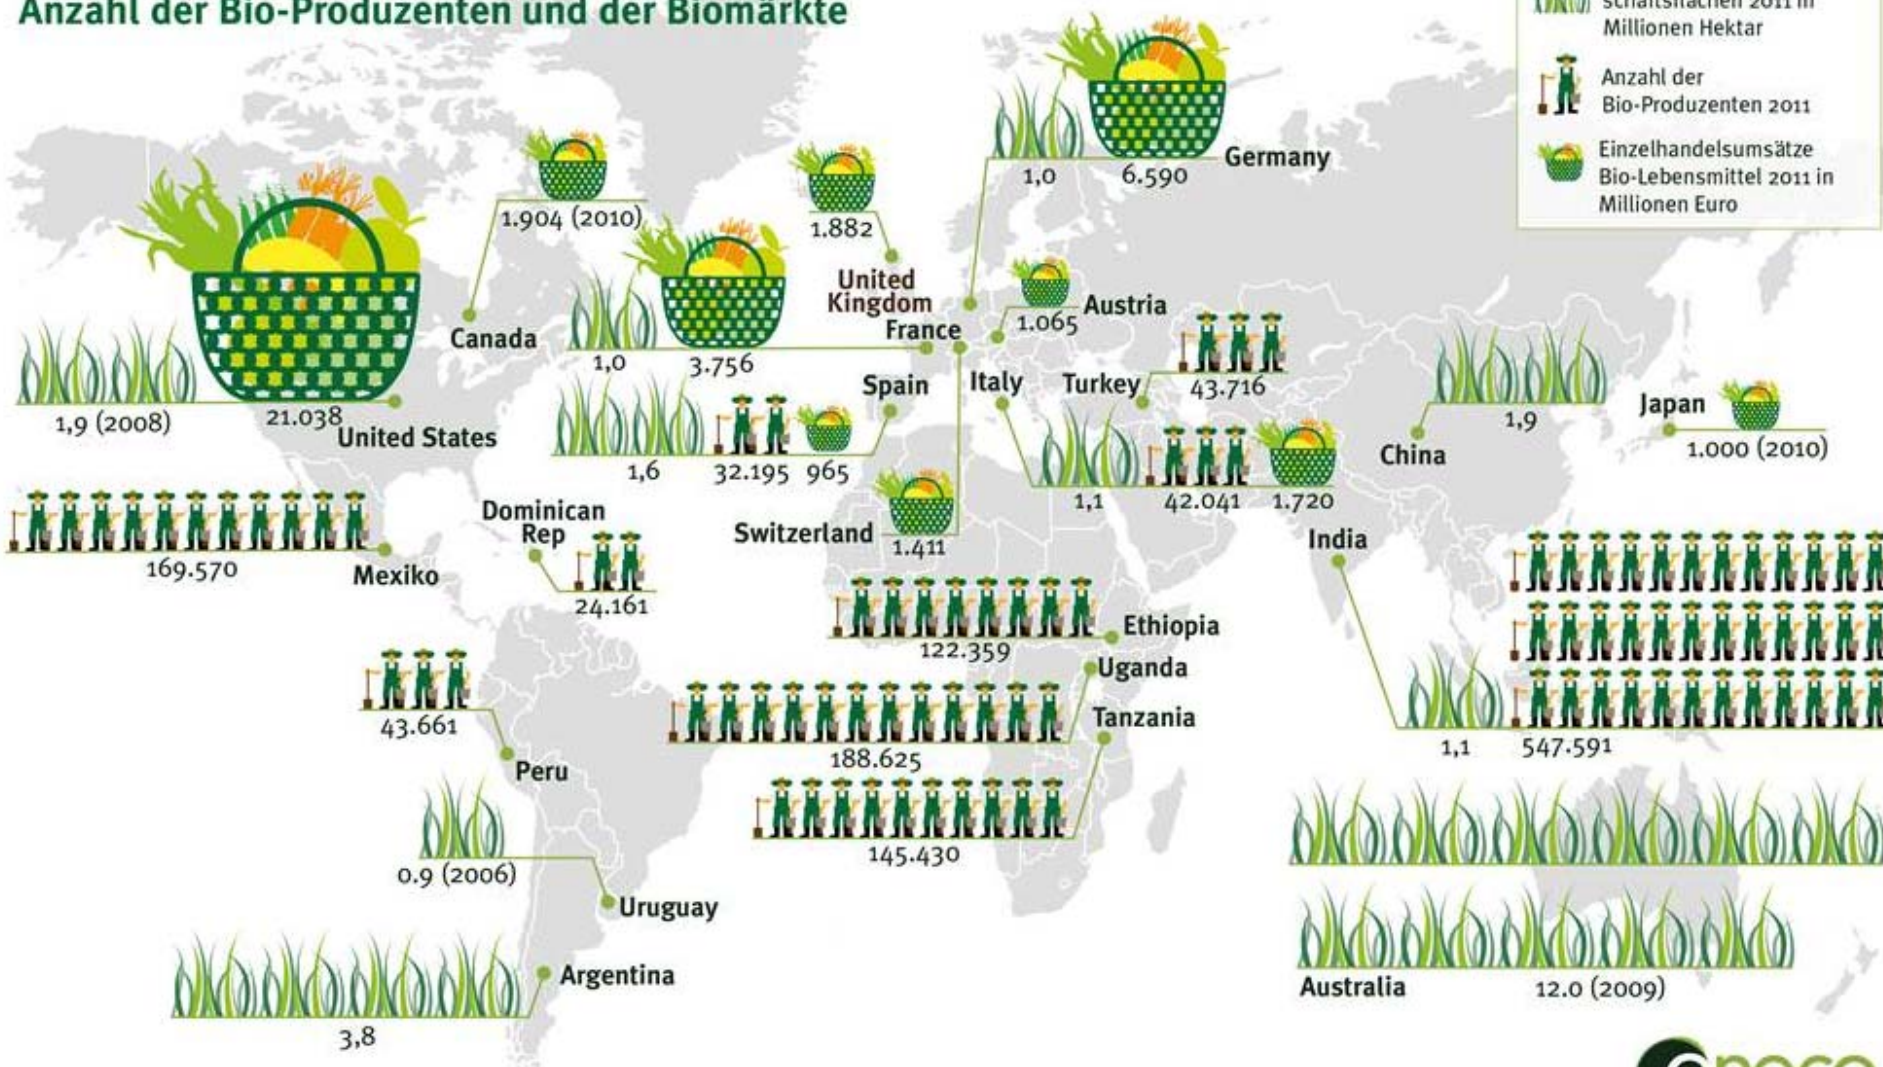 Anzahl der Bio-Produzenten und der Biomärkte
schaftsflächen 2011 in
Millionen Hektar
Anzahl der
Bio-Produzenten 2011
Einzelhandelsumsätze
Bio-Lebensmittel 2011 in
Millionen Euro
1,0
6.590
Germany
1.904 (2010)
Canada
1.882
United
Kingdom
1,9 (2008)
21.038
United States
1,0
3.756
France
1.065
Austria
Turkey
43.716
1,6
32.195
965
Spain
Italy
1,1
42.041
1.720
China
1,9
Japan
1.000 (2010)
169.570
Mexiko
Dominican
Rep
24.161
Switzerland
1.411
India
1,1
547.591
122.359
Ethiopia
Uganda
188.625
Tanzania
145.430
43.661
Peru
0.9 (2006)
Uruguay
3,8
Argentina
Australia
12.0 (2009)